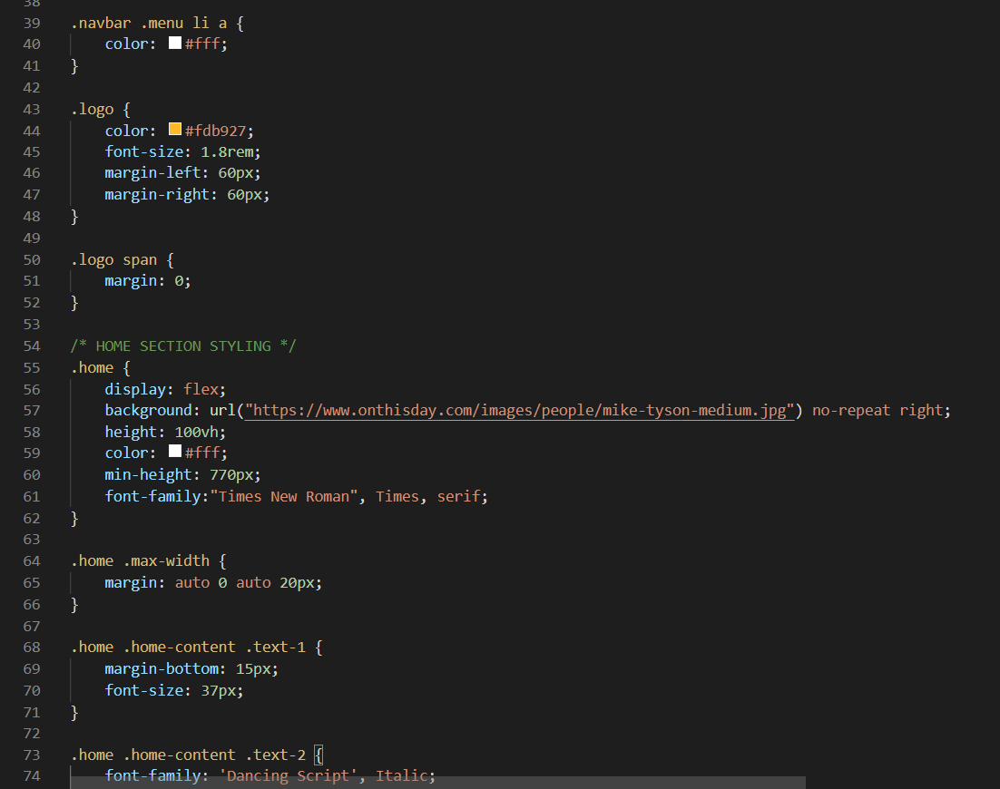 38
39 .navbar .menu li a {
40     color: #fff;
41 }
42
43 .logo {
44     color: #fdb927;
45     font-size: 1.8rem;
46     margin-left: 60px;
47     margin-right: 60px;
48 }
49
50 .logo span {
51     margin: 0;
52 }
53
54 /* HOME SECTION STYLING */
55 .home {
56     display: flex;
57     background: url("https://www.onthisday.com/images/people/mike-tyson-medium.jpg") no-repeat right;
58     height: 100vh;
59     color: #fff;
60     min-height: 770px;
61     font-family:"Times New Roman", Times, serif;
62 }
63
64 .home .max-width {
65     margin: auto 0 auto 20px;
66 }
67
68 .home .home-content .text-1 {
69     margin-bottom: 15px;
70     font-size: 37px;
71 }
72
73 .home .home-content .text-2 {
74     font-family: 'Dancing Script', Italic;